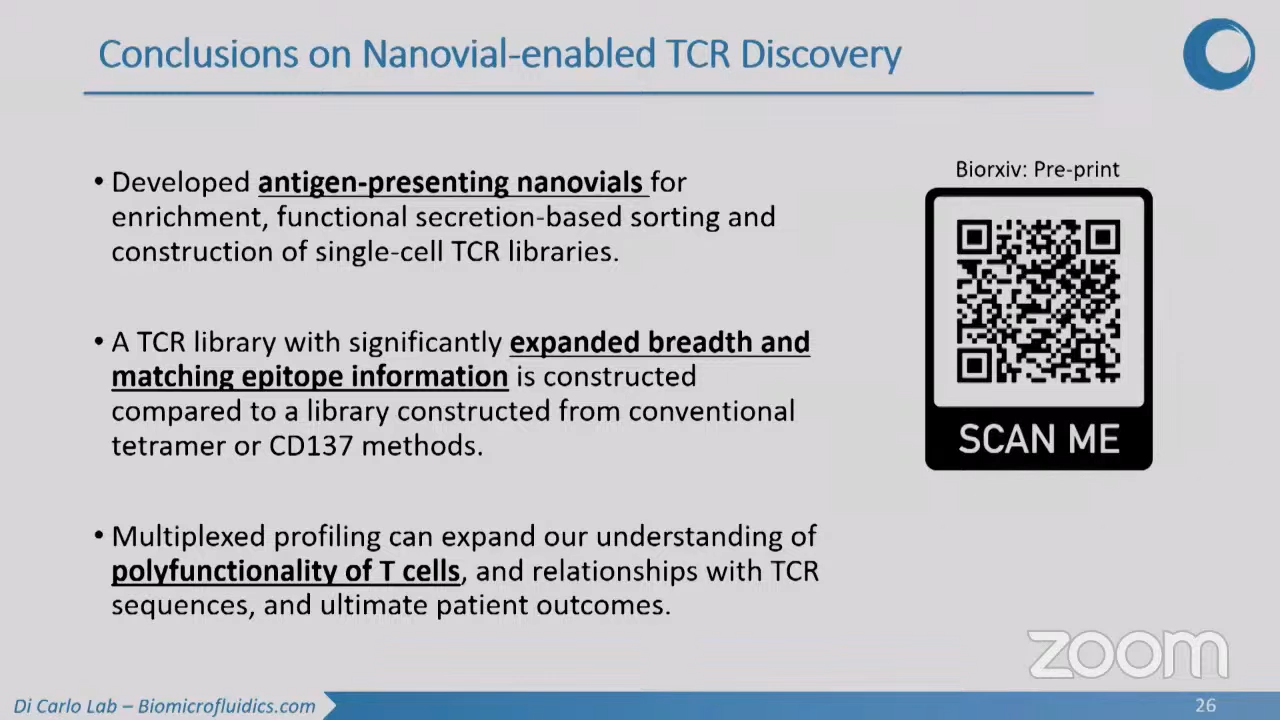 Conclusions on Nanovial-enabled TCR Discovery
• Developed antigen-presenting nanovials for
enrichment, functional secretion-based sorting and
construction of single-cell TCR libraries.
• A TCR library with significantly expanded breadth and
matching epitope information is constructed
compared to a library constructed from conventional
tetramer or CD137 methods.
• Multiplexed profiling can expand our understanding of
polyfunctionality of T cells, and relationships with TCR
sequences, and ultimate patient outcomes.
Biorxiv: Pre-print
SCAN ME
zoom
Di Carlo Lab – Biomicrofluidics.com
26